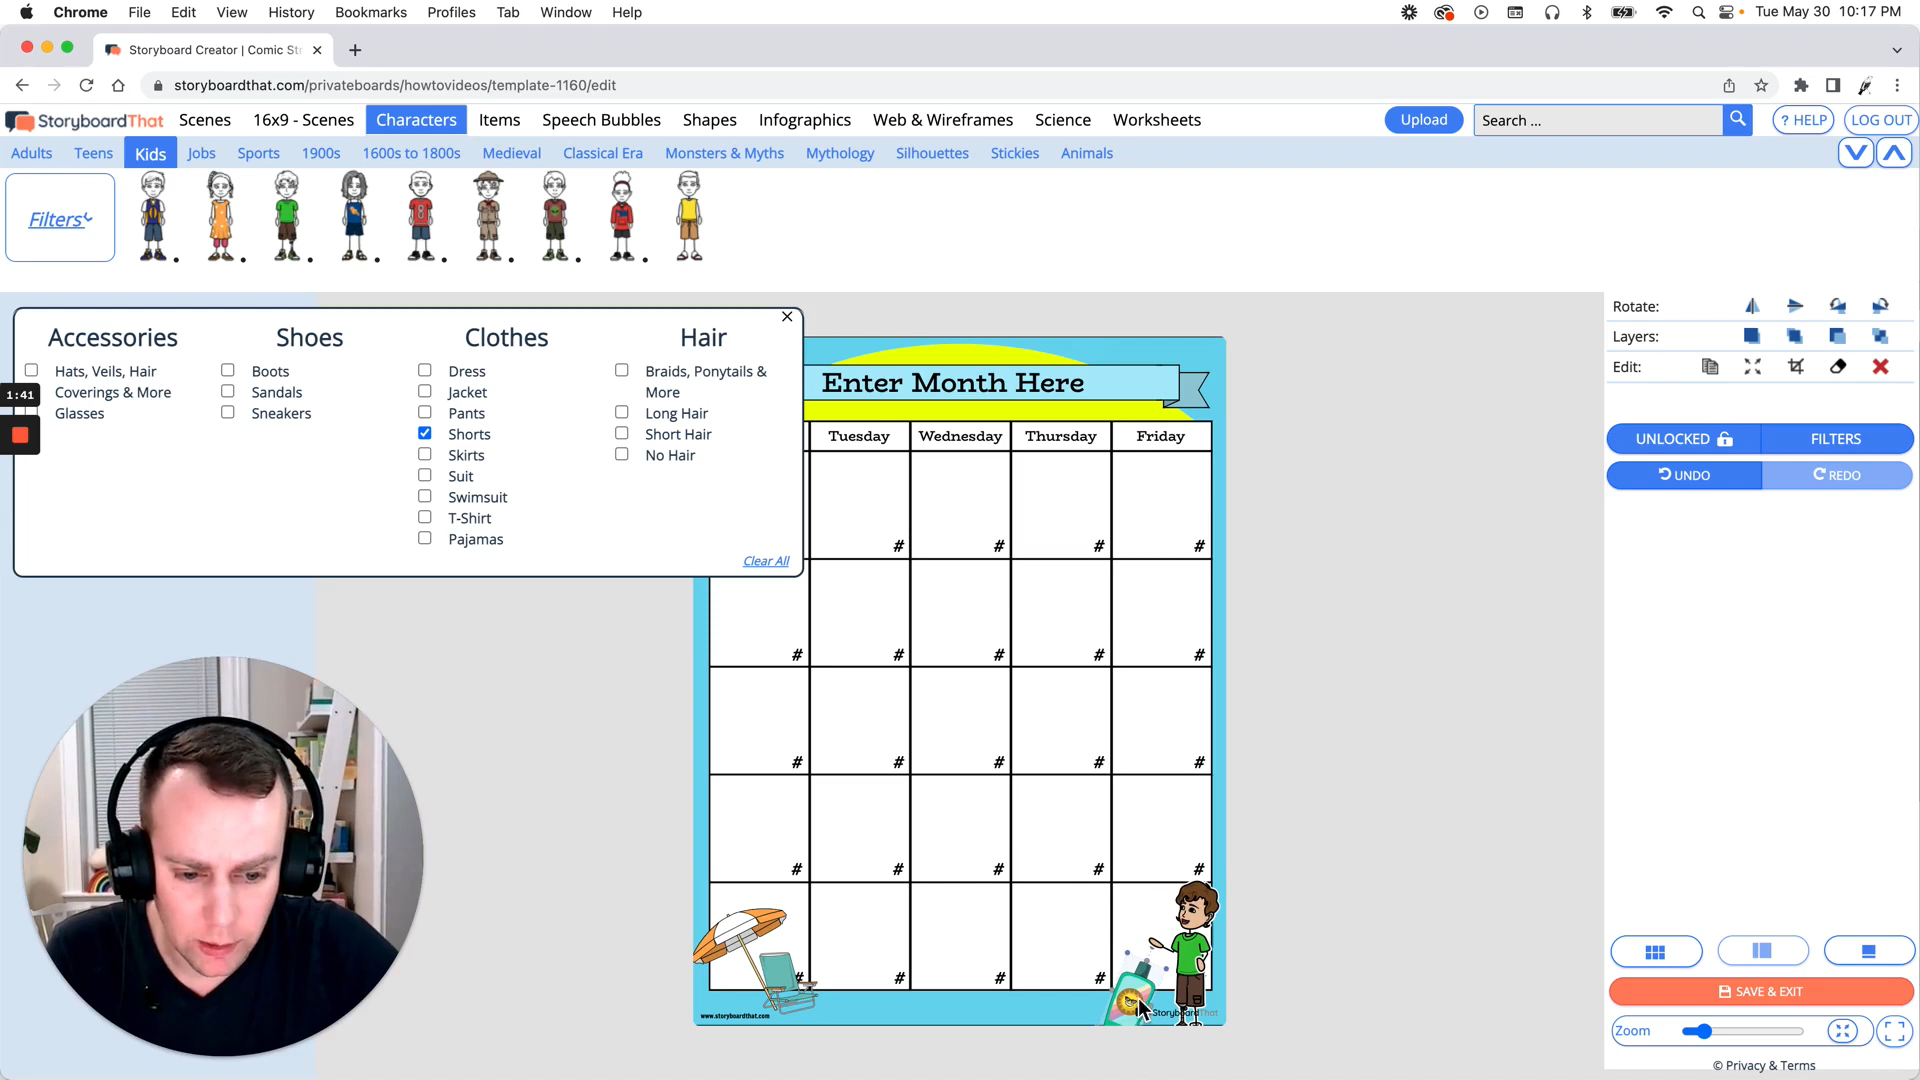 Chrome File Edit View History Bookmarks Profiles Tab Window Help Tue May 30 10:17 PM
Storyboard Creator | Comic St
storyboardthat.com/privateboards/howtovideos/template-1160/edit
StoryboardThat Scenes 16x9 - Scenes Characters Items Speech Bubbles Shapes Infographics Web & Wireframes Science Worksheets Upload Search ... ? HELP LOG OUT
Adults Teens Kids Jobs Sports 1900s 1600s to 1800s Medieval Classical Era Monsters & Myths Mythology Silhouettes Stickies Animals
Filters
Rotate:
Layers:
Edit:
UNLOCKED FILTERS
UNDO REDO
Accessories Shoes Clothes Hair
Hats, Veils, Hair Boots Dress Braids, Ponytails &
Coverings & More Sandals Jacket More
Glasses Sneakers Pants Long Hair
Shorts Short Hair
Skirts No Hair
Suit
Swimsuit
T-Shirt
Pajamas
Clear All
1:41
Enter Month Here
Tuesday Wednesday Thursday Friday
# # # #
# # # # #
# # # # #
# # # # #
# # # #
www.storyboardthat.com StoryboardThat
SAVE & EXIT
Zoom
© Privacy & Terms